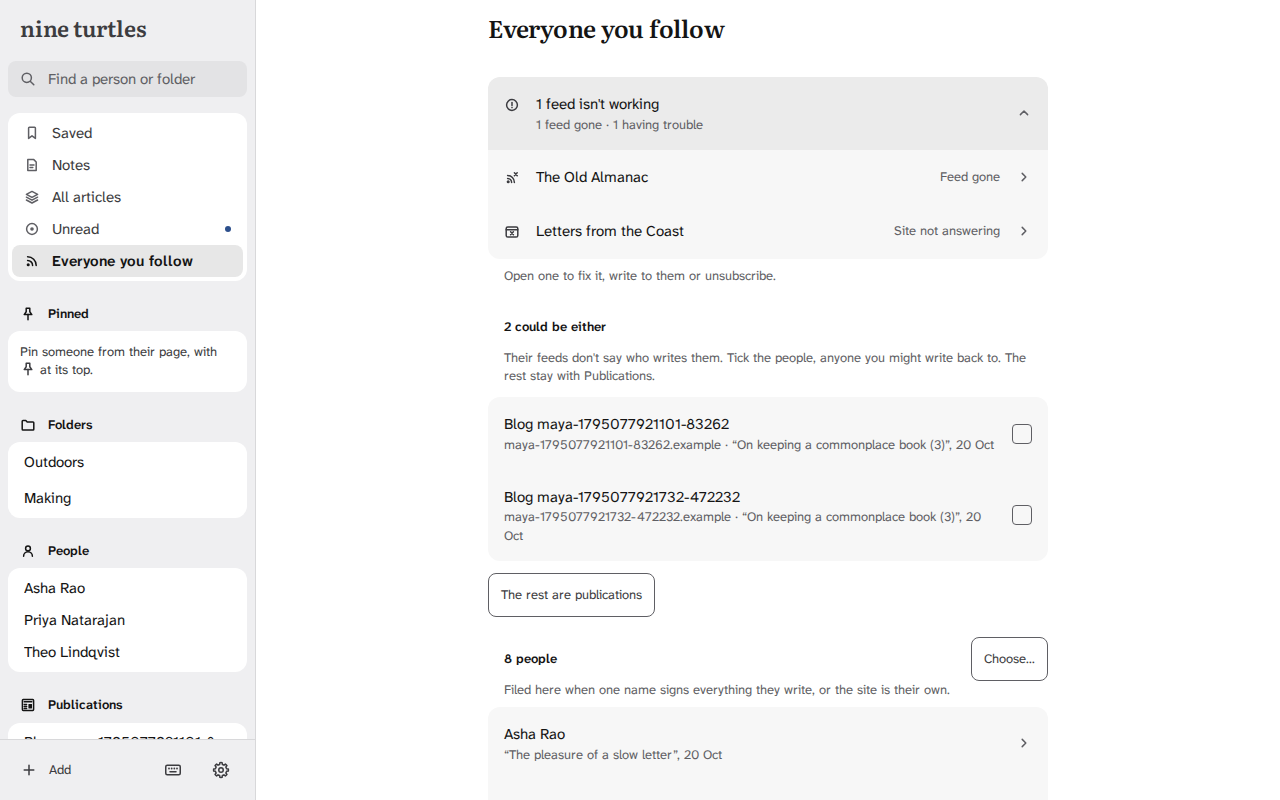 nine turtles
Find a person or folder
Saved
Notes
All articles
Unread
Everyone you follow
Pinned
Pin someone from their page, with
at its top.
Folders
Outdoors
Making
People
Asha Rao
Priya Natarajan
Theo Lindqvist
Publications
Add
Everyone you follow
1 feed isn't working
1 feed gone · 1 having trouble
The Old Almanac
Feed gone
Letters from the Coast
Site not answering
Open one to fix it, write to them or unsubscribe.
2 could be either
Their feeds don't say who writes them. Tick the people, anyone you might write back to. The
rest stay with Publications.
Blog maya-1795077921101-83262
maya-1795077921101-83262.example · “On keeping a commonplace book (3)”, 20 Oct
Blog maya-1795077921732-472232
maya-1795077921732-472232.example · “On keeping a commonplace book (3)”, 20
Oct
The rest are publications
8 people
Choose…
Filed here when one name signs everything they write, or the site is their own.
Asha Rao
“The pleasure of a slow letter”, 20 Oct